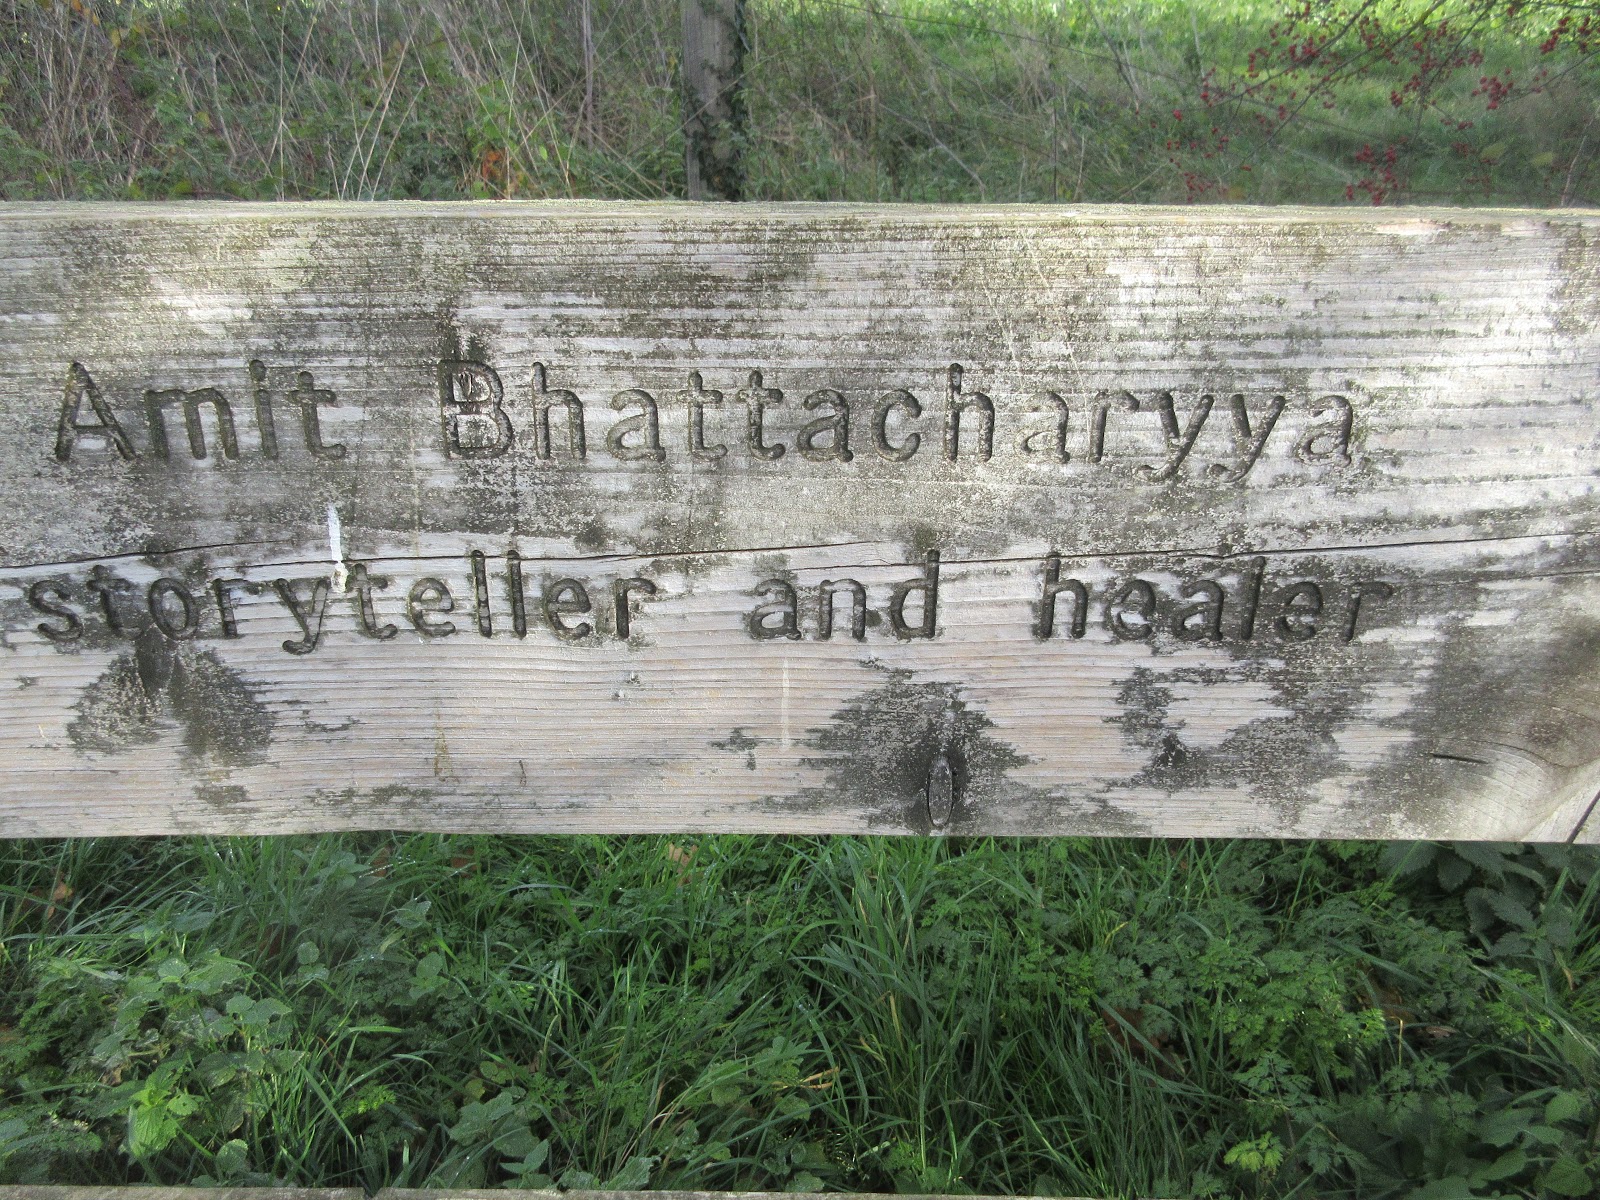 Amit Bhattacharyya
storyteller and healer